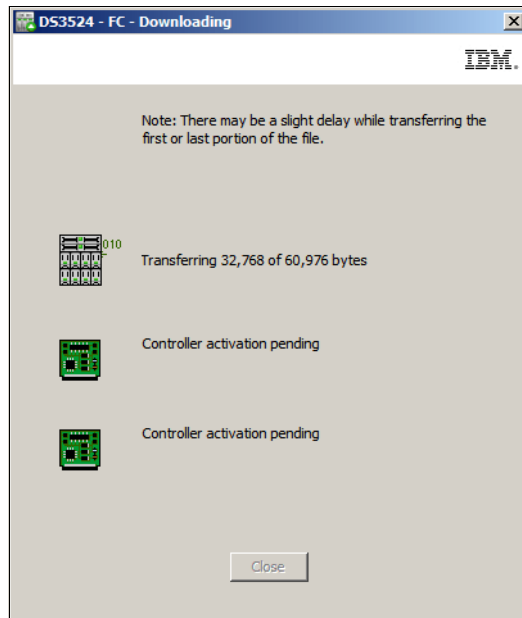 DS3524 - FC - Downloading
IBM.
Note: There may be a slight delay while transferring the
first or last portion of the file.
010
Transferring 32,768 of 60,976 bytes
Controller activation pending
Controller activation pending
Close